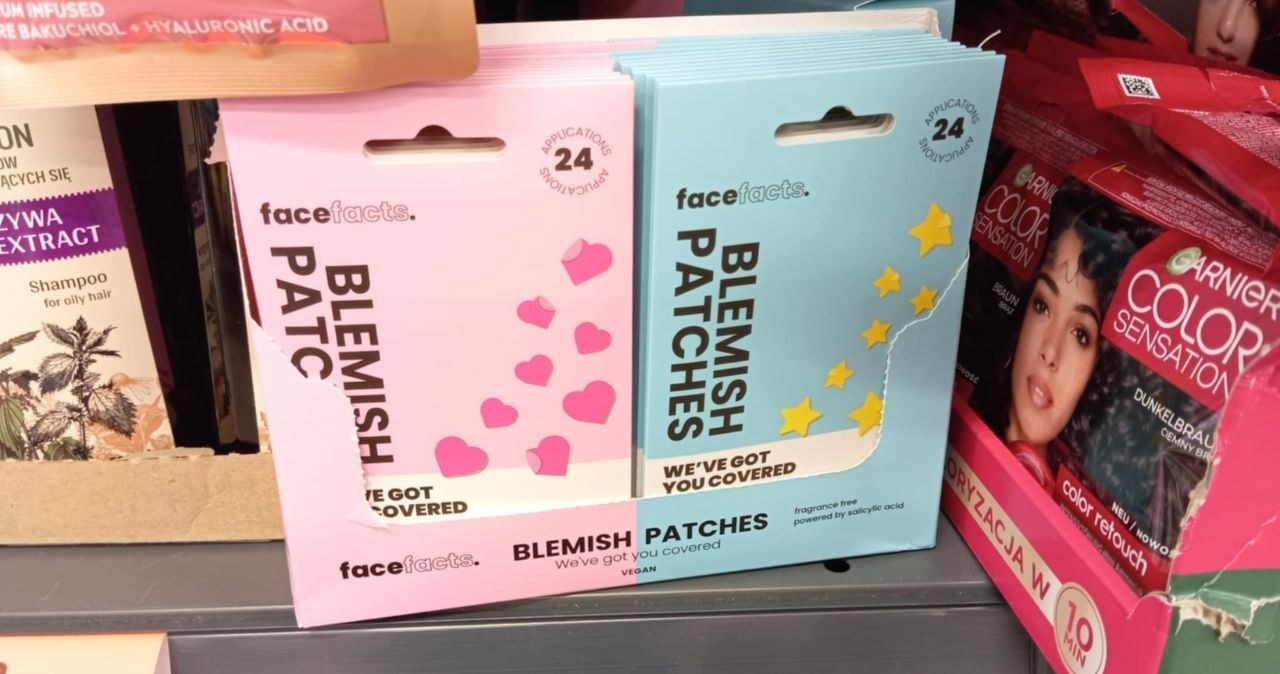 UM INFUSED
RE BAKUCHIOL + HYALURONIC ACID
ON
OW
ĄCYCH SIĘ
ZYWA
EXTRACT
Shampoo
for oily hair
APPLICATIONS
24
APPLICATIONS
facefacts.
BLEMISH
PATC
VE GOT
COVERED
APPLICATIONS
24
APPLICATIONS
facefacts.
BLEMISH
PATCHES
WE'VE GOT
YOU COVERED
facefacts.
BLEMISH PATCHES
We've got you covered
VEGAN
fragrance free
powered by salicylic acid
GARNIER
COLOR
SENSATION
BRAUN
BRĄZ
GARNIER
COLOR
SENSATION
DUNKELBRAU
CIEMNY BR
NEU / NOWO
color retouch
ORYZACJA W
10
MIN